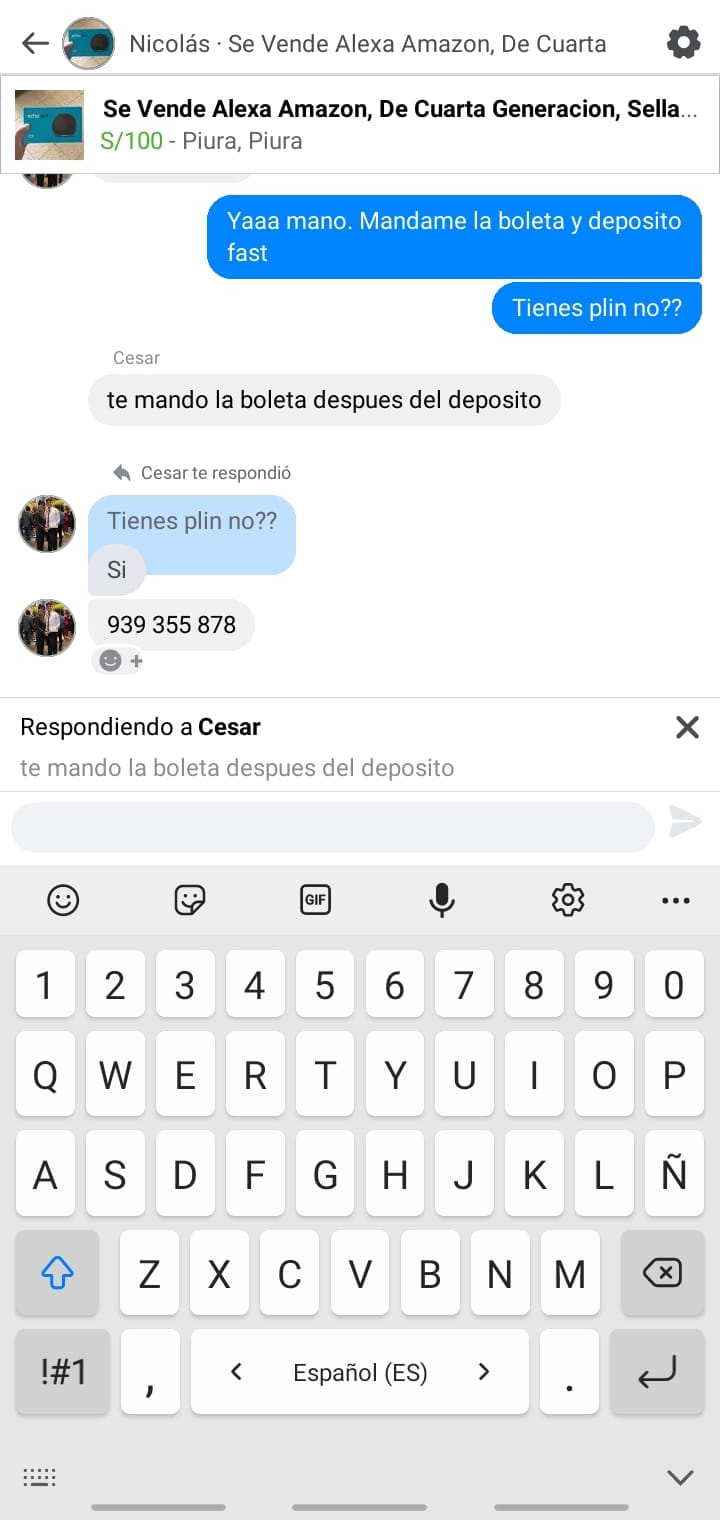 Nicolás · Se Vende Alexa Amazon, De Cuarta
Se Vende Alexa Amazon, De Cuarta Generacion, Sella...
S/100 - Piura, Piura
Yaaa mano. Mandame la boleta y deposito
fast
Tienes plin no??
Cesar
te mando la boleta despues del deposito
Cesar te respondió
Tienes plin no??
Si
939 355 878
Respondiendo a Cesar
te mando la boleta despues del deposito
GIF
1 2 3 4 5 6 7 8 9 0
Q W E R T Y U I O P
A S D F G H J K L Ñ
Z X C V B N M
!#1 , < Español (ES) > .